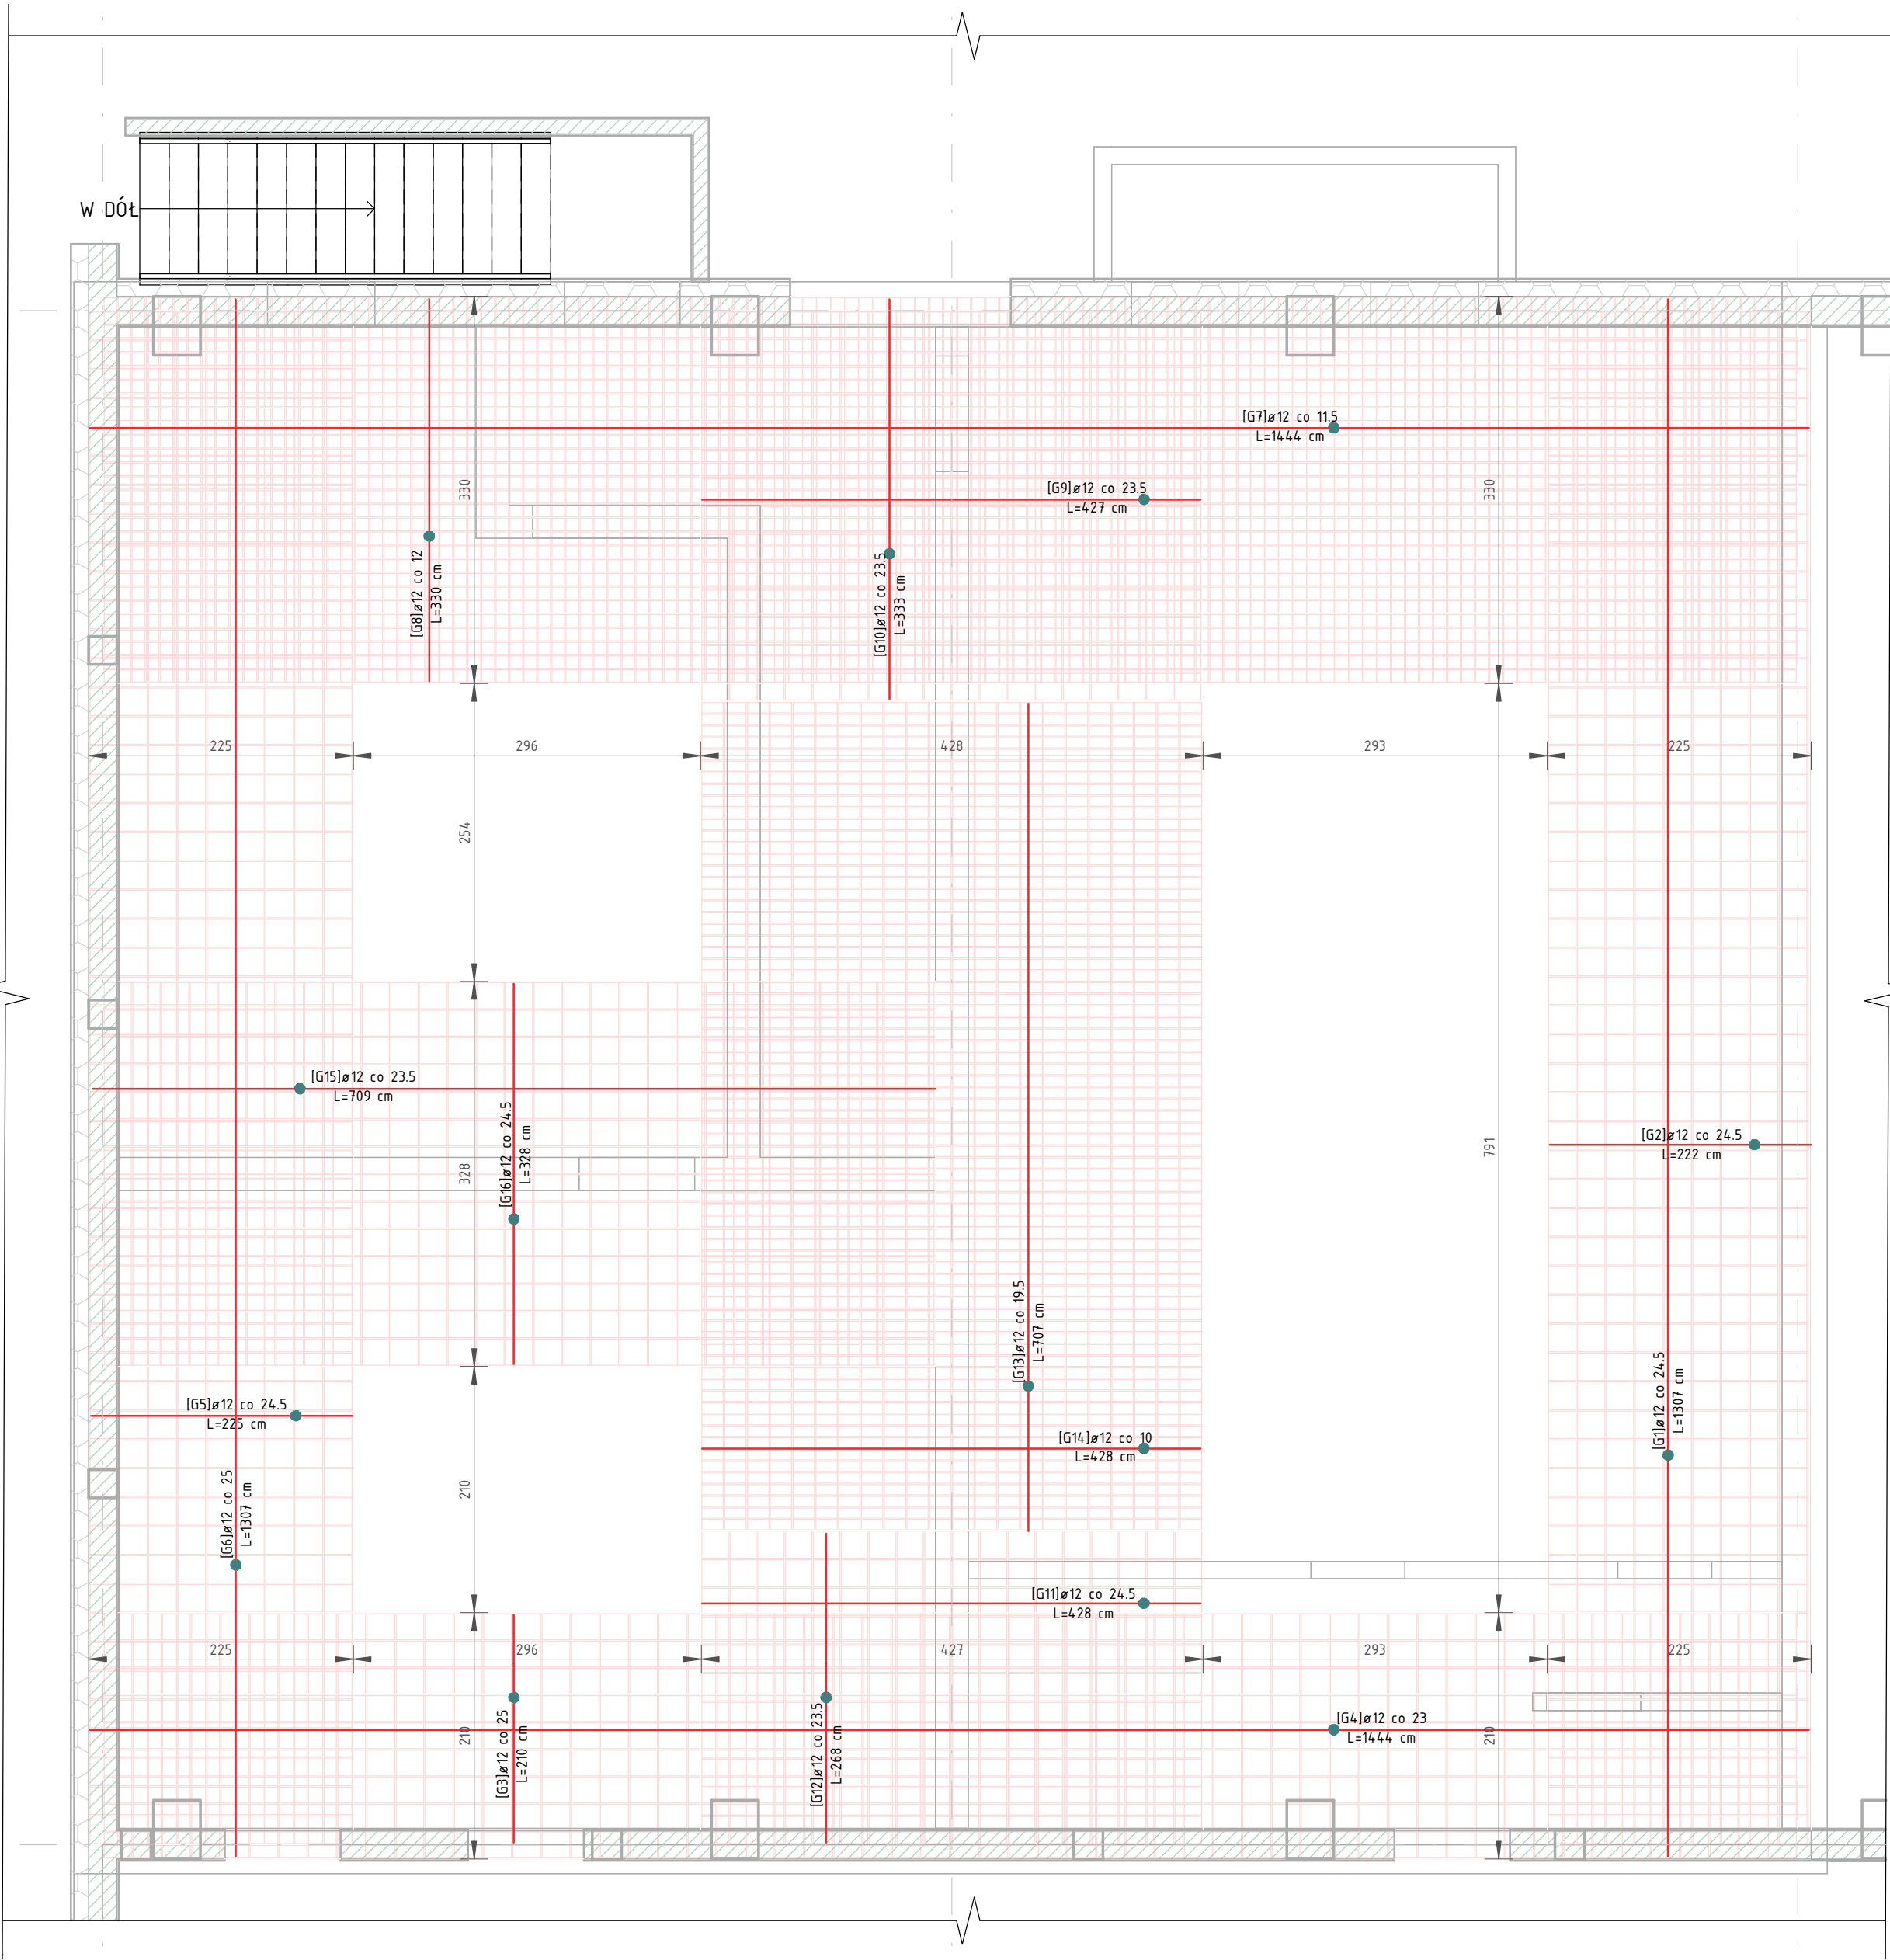 W DÓŁ
[G7]ø12 co 11.5
L=1444 cm
[G9]ø12 co 23.5
L=427 cm
330
330
[G8]ø12 co 12
L=330 cm
[G10]ø12 co 23.5
L=333 cm
225
296
428
293
225
254
[G15]ø12 co 23.5
L=709 cm
[G16]ø12 co 24.5
L=328 cm
328
791
[G2]ø12 co 24.5
L=222 cm
[G13]ø12 co 19.5
L=707 cm
[G1]ø12 co 24.5
L=1307 cm
[G5]ø12 co 24.5
L=225 cm
[G14]ø12 co 10
L=428 cm
[G6]ø12 co 25
L=1307 cm
210
[G11]ø12 co 24.5
L=428 cm
225
296
427
293
225
[G4]ø12 co 23
L=1444 cm
210
[G3]ø12 co 25
L=210 cm
[G12]ø12 co 23.5
L=268 cm
210